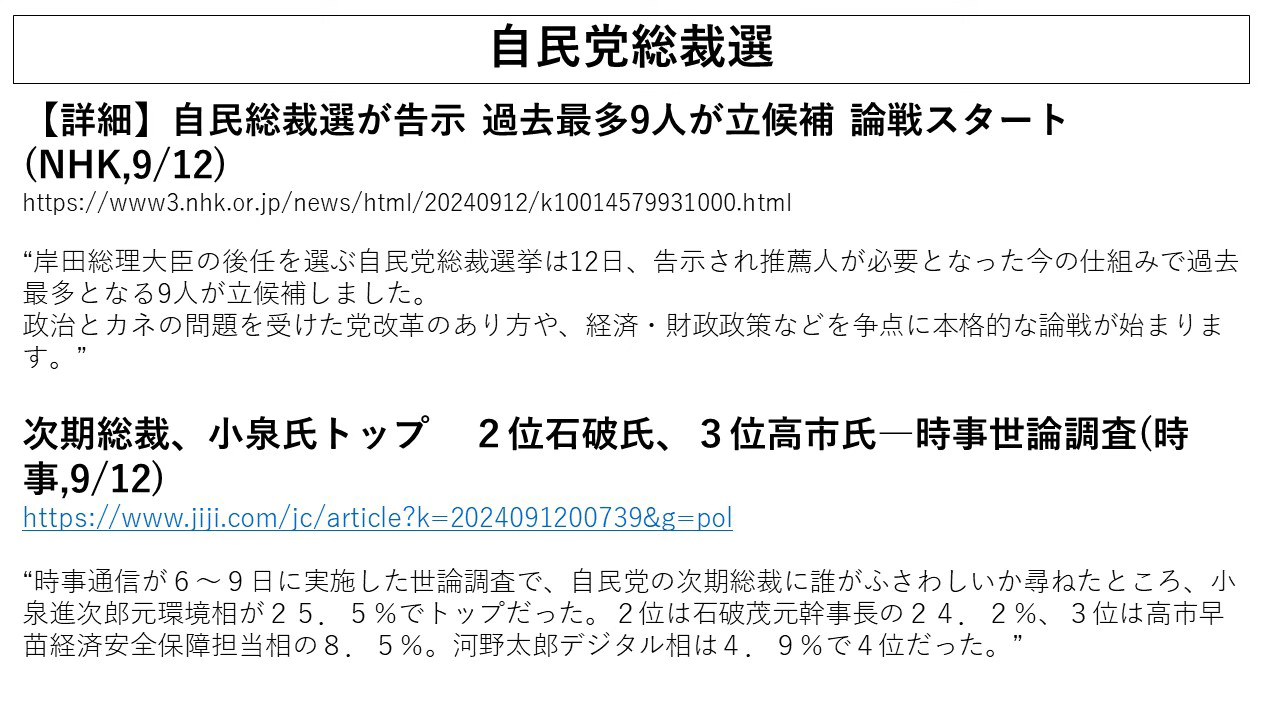 自民党総裁選
【詳細】自民総裁選が告示 過去最多9人が立候補 論戦スタート
(NHK,9/12)
https://www3.nhk.or.jp/news/html/20240912/k10014579931000.html
“岸田総理大臣の後任を選ぶ自民党総裁選挙は12日、告示され推薦人が必要となった今の仕組みで過去
最多となる9人が立候補しました。
政治とカネの問題を受けた党改革のあり方や、経済・財政政策などを争点に本格的な論戦が始まりま
す。”
次期総裁、小泉氏トップ　２位石破氏、３位高市氏―時事世論調査(時
事,9/12)
https://www.jiji.com/jc/article?k=2024091200739&g=pol
“時事通信が６～９日に実施した世論調査で、自民党の次期総裁に誰がふさわしいか尋ねたところ、小
泉進次郎元環境相が２５．５％でトップだった。２位は石破茂元幹事長の２４．２％、３位は高市早
苗経済安全保障担当相の８．５％。河野太郎デジタル相は４．９％で４位だった。”